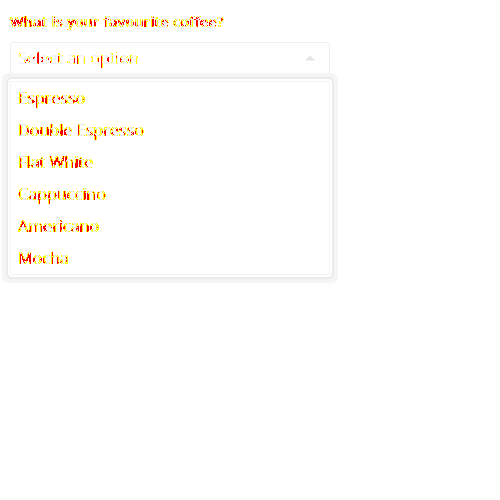 What is your favourite coffee?
Select an option
Espresso
Double Espresso
Flat White
Cappuccino
Americano
Mocha